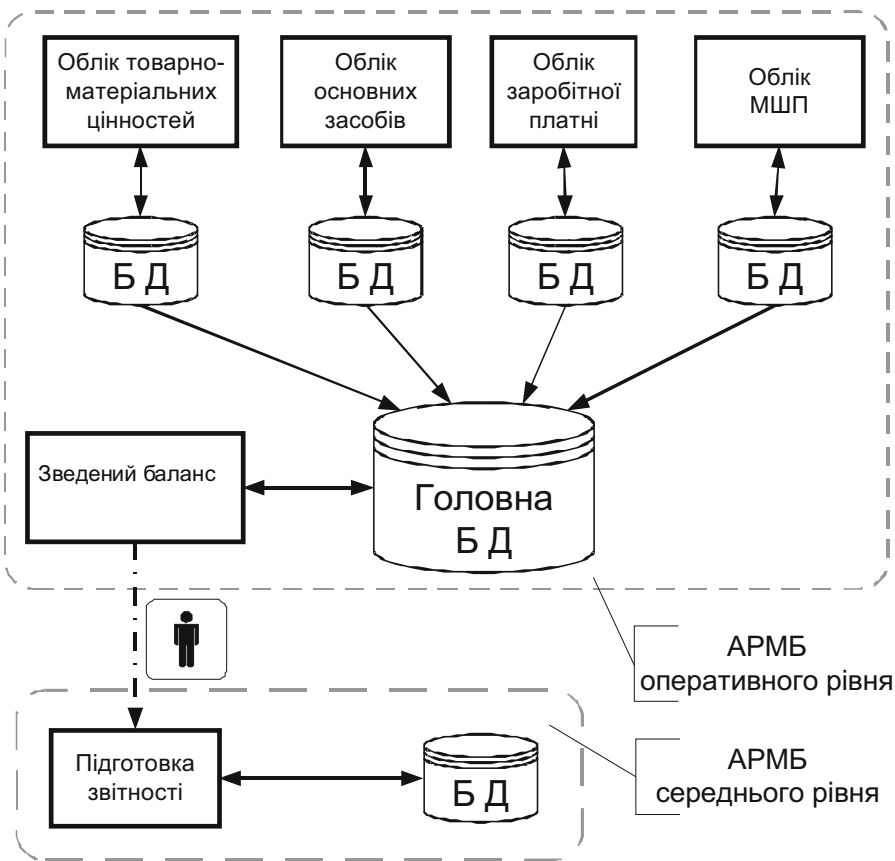 Облік товарно-
матеріальних
цінностей
Облік
основних
засобів
Облік
заробітної
платні
Облік
МШП
Б Д
Б Д
Б Д
Б Д
Зведений баланс
Головна
Б Д
АРМБ
оперативного рівня
Підготовка
звітності
Б Д
АРМБ
середнього рівня